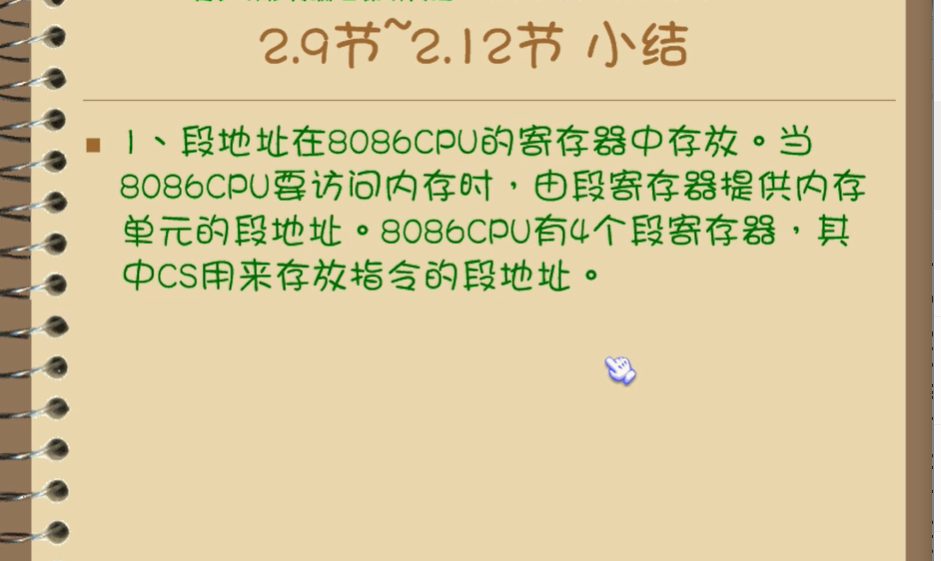 2.9节~2.12节 小结
1、段地址在8086CPU的寄存器中存放。当
8086CPU要访问内存时，由段寄存器提供内存
单元的段地址。8086CPU有4个段寄存器，其
中CS用来存放指令的段地址。